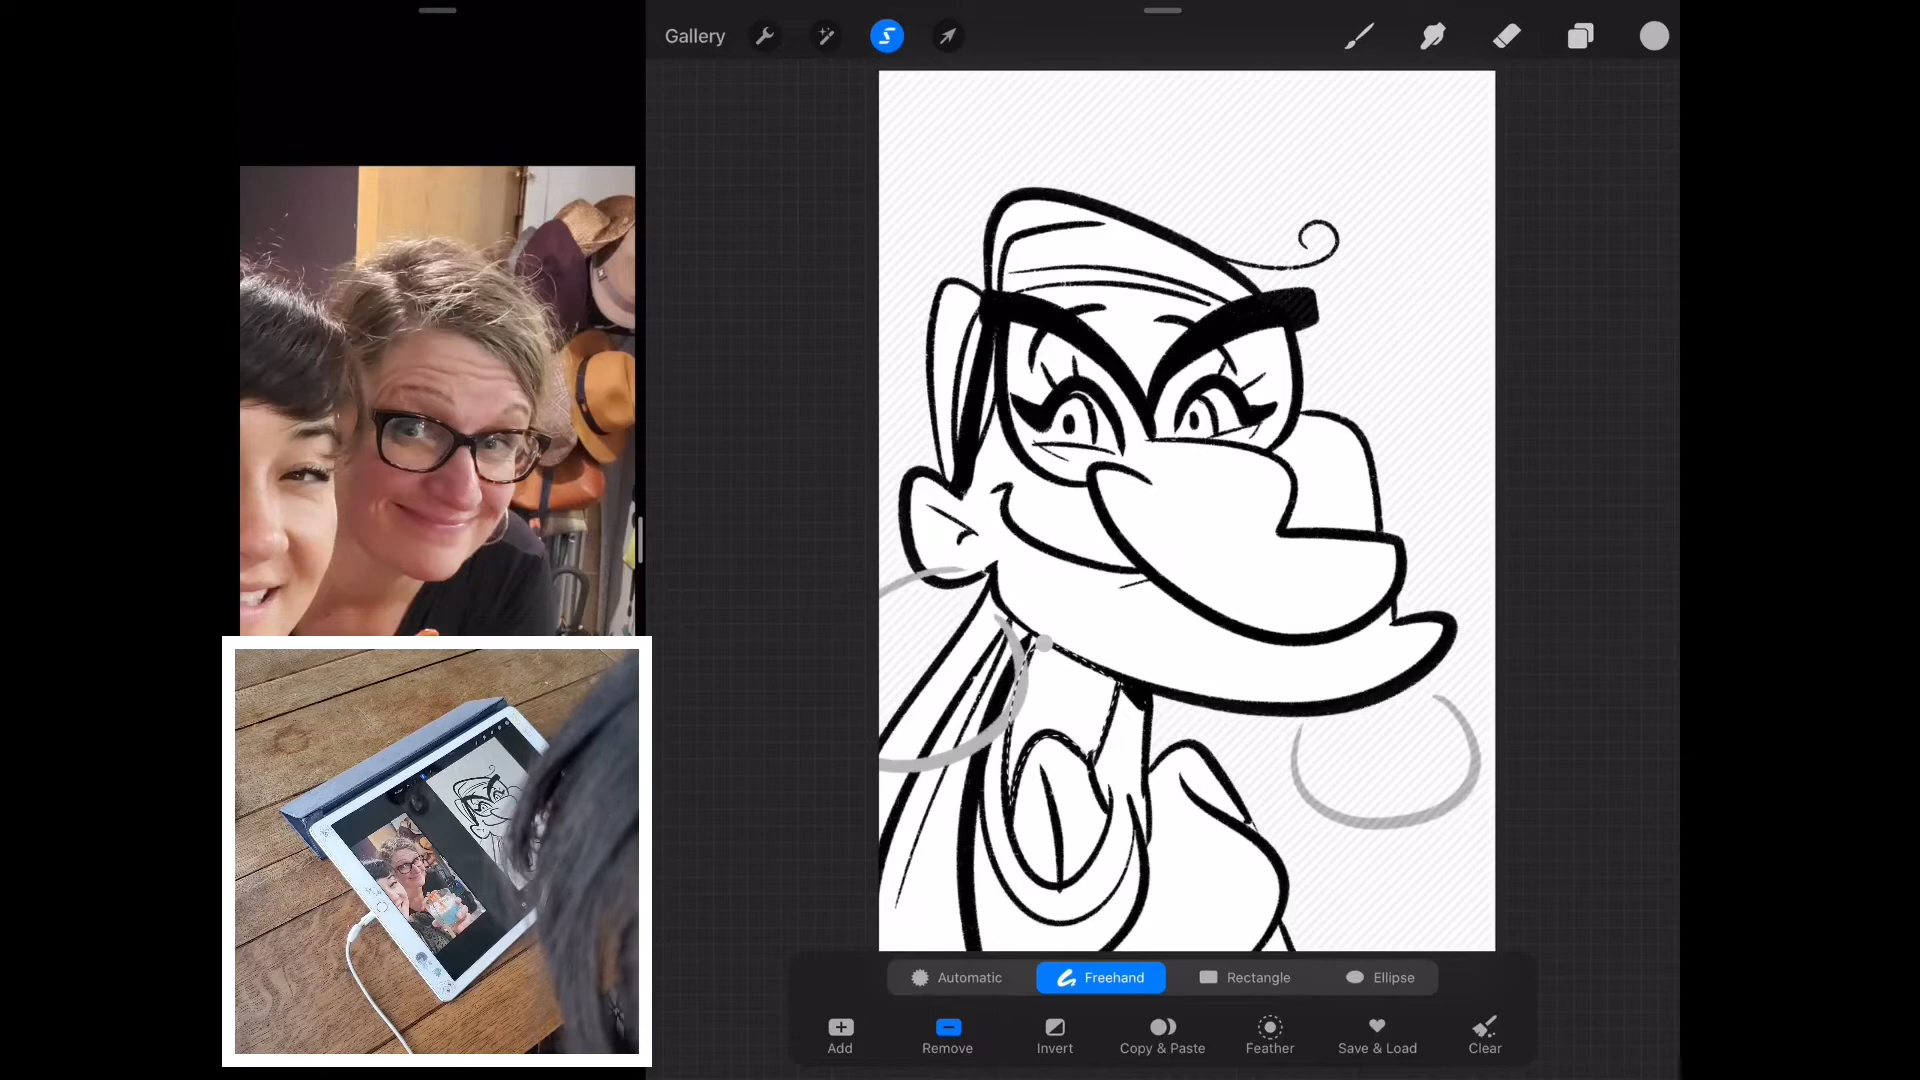 Gallery
Automatic Freehand Rectangle Ellipse
Add Remove Invert Copy & Paste Feather Save & Load Clear